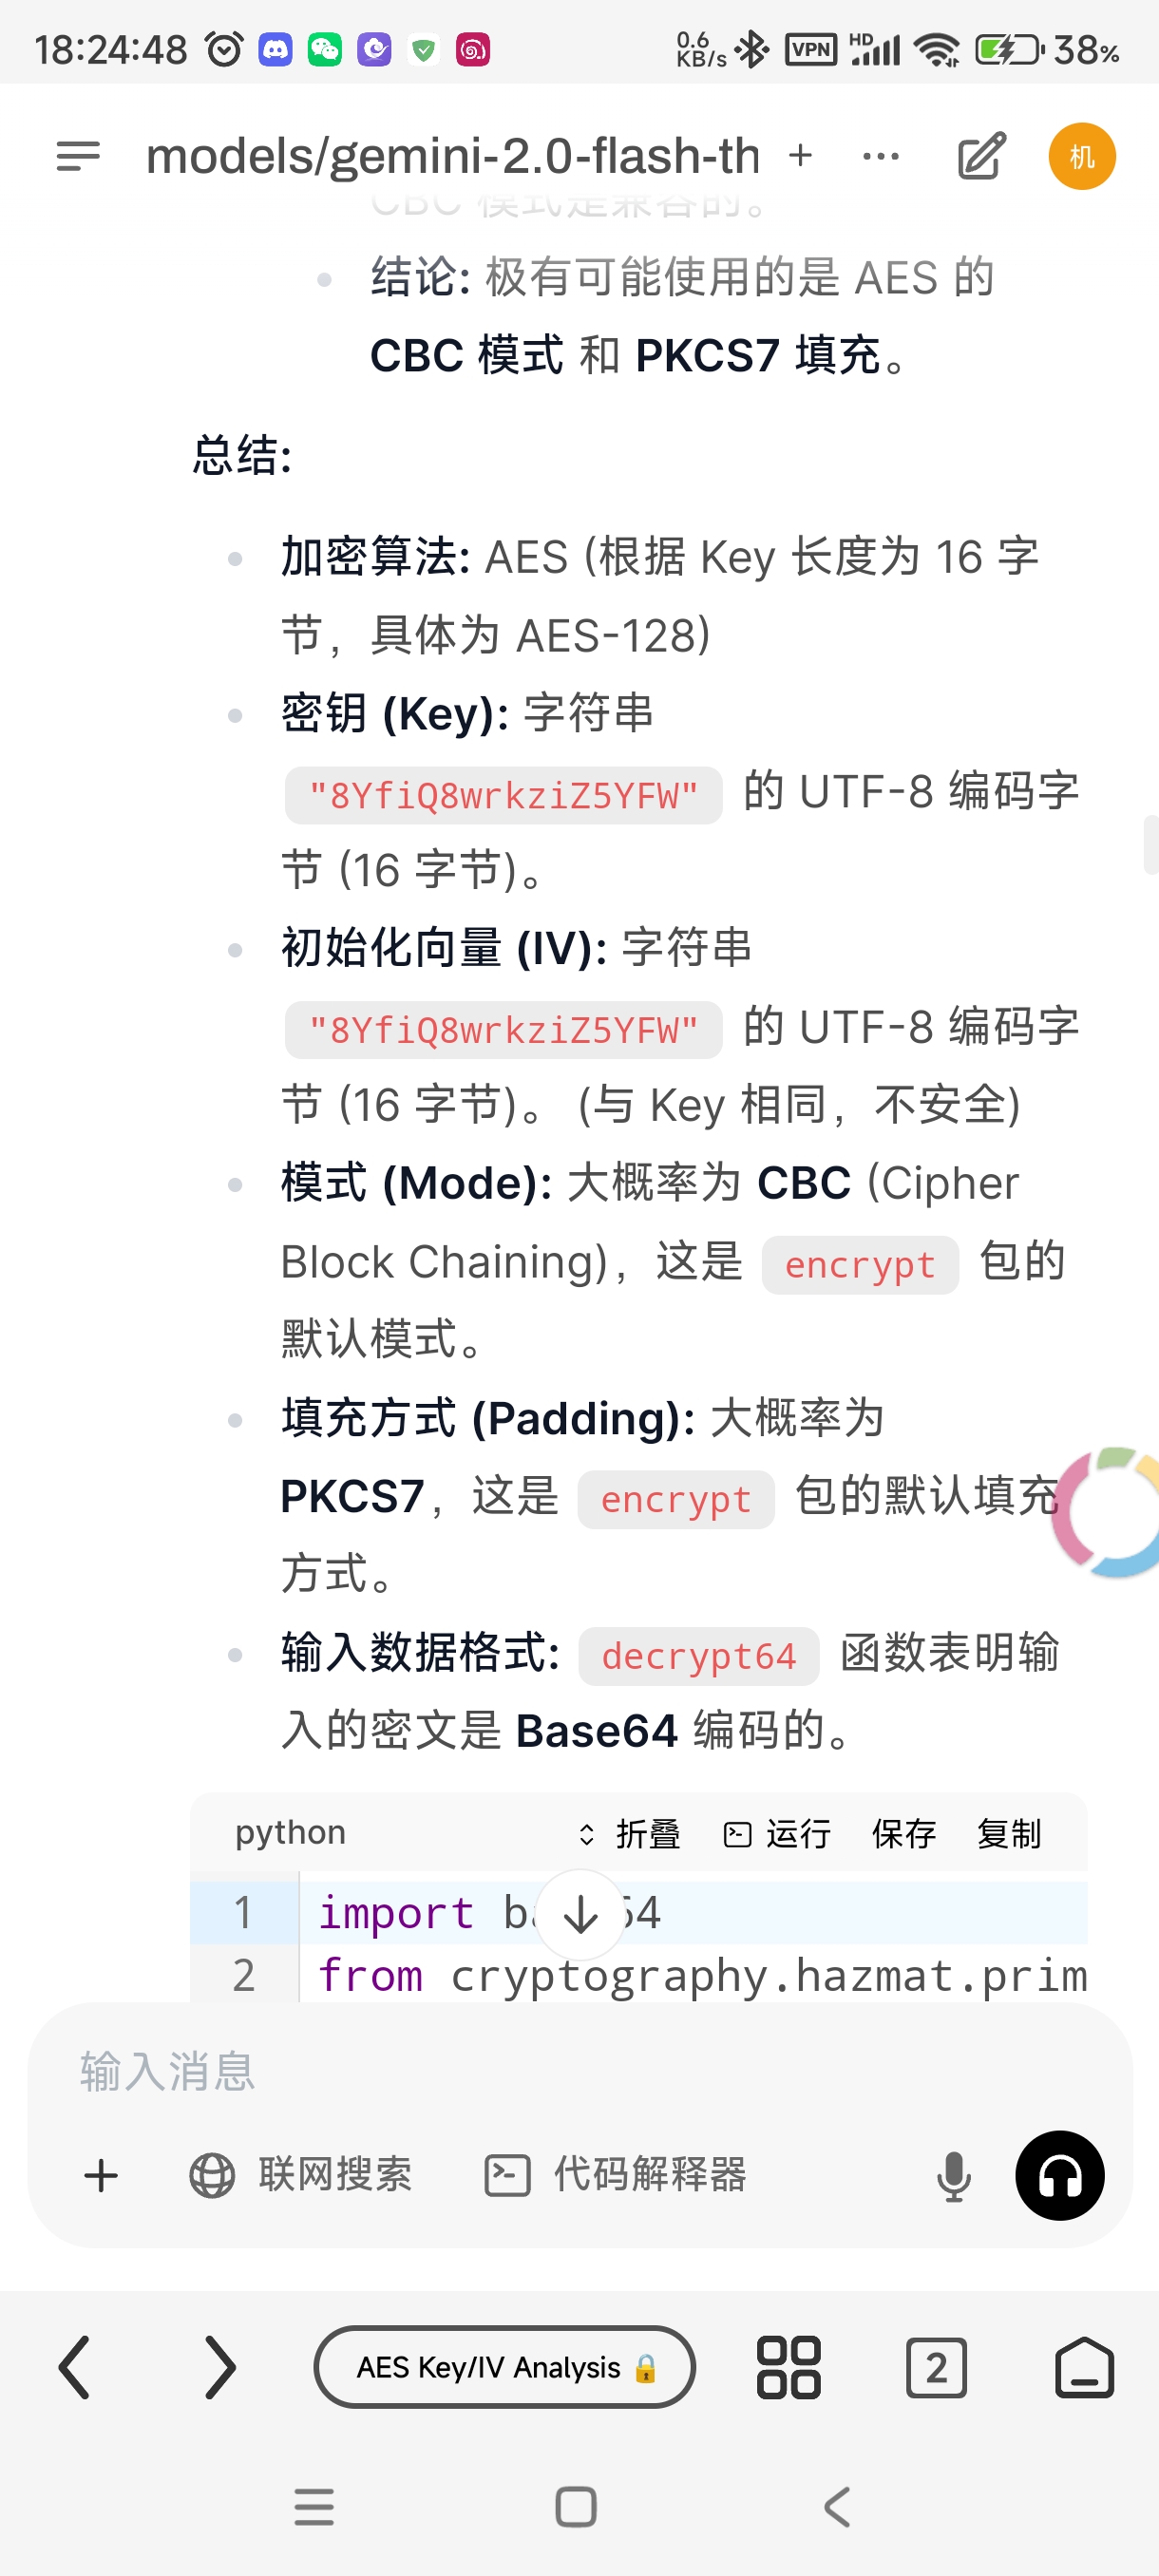 18:24:48 0.6 KB/s VPN HD 38%
models/gemini-2.0-flash-th 机
CBC 模式是兼容的。
结论: 极有可能使用的是 AES 的
CBC 模式 和 PKCS7 填充。
总结:
加密算法: AES (根据 Key 长度为 16 字
节，具体为 AES-128)
密钥 (Key): 字符串
"8YfiQ8wrkziZ5YFW" 的 UTF-8 编码字
节 (16 字节)。
初始化向量 (IV): 字符串
"8YfiQ8wrkziZ5YFW" 的 UTF-8 编码字
节 (16 字节)。 (与 Key 相同，不安全)
模式 (Mode): 大概率为 CBC (Cipher
Block Chaining)，这是 encrypt 包的
默认模式。
填充方式 (Padding): 大概率为
PKCS7，这是 encrypt 包的默认填充
方式。
输入数据格式: decrypt64 函数表明输
入的密文是 Base64 编码的。
python 折叠 运行 保存 复制
1 import b 64
2 from cryptography.hazmat.prim
输入消息
联网搜索 代码解释器
AES Key/IV Analysis 2